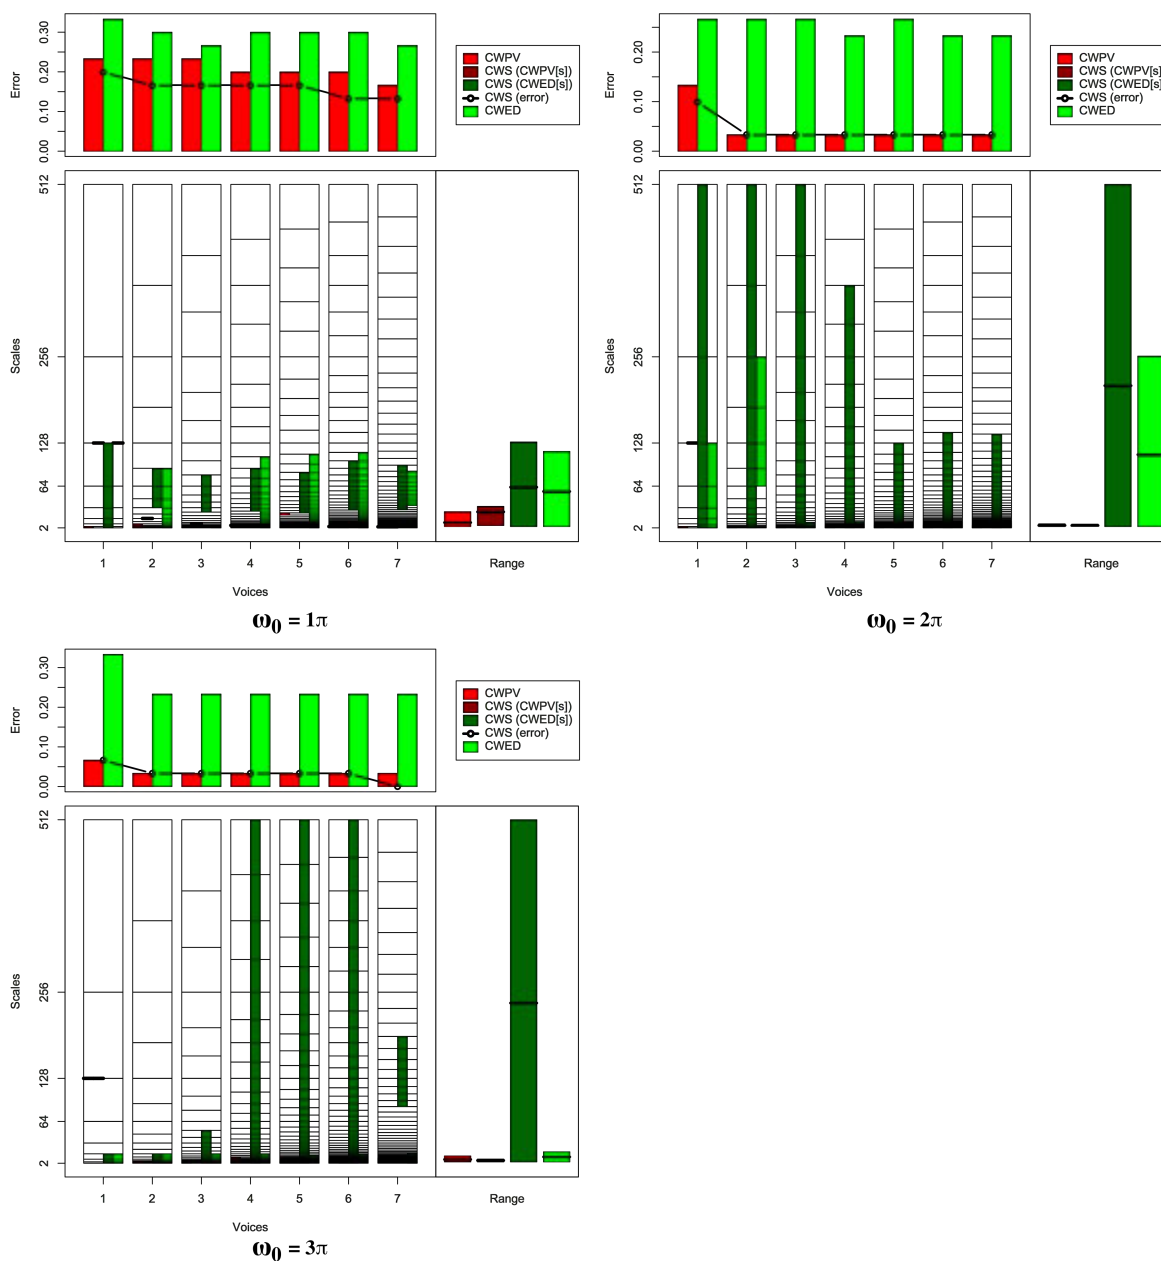 Error
0.00
0.10
0.20
0.30
CWPV
CWS (CWPV[s])
CWS (CWED[s])
CWS (error)
CWED
Scales
512
256
128
64
2
1 2 3 4 5 6 7
Range
Voices
ω0 = 1π
Error
0.00
0.10
0.20
CWPV
CWS (CWPV[s])
CWS (CWED[s])
CWS (error)
CWED
Scales
512
256
128
64
2
1 2 3 4 5 6 7
Range
Voices
ω0 = 2π
Error
0.00
0.10
0.20
0.30
CWPV
CWS (CWPV[s])
CWS (CWED[s])
CWS (error)
CWED
Scales
512
256
128
64
2
1 2 3 4 5 6 7
Range
Voices
ω0 = 3π